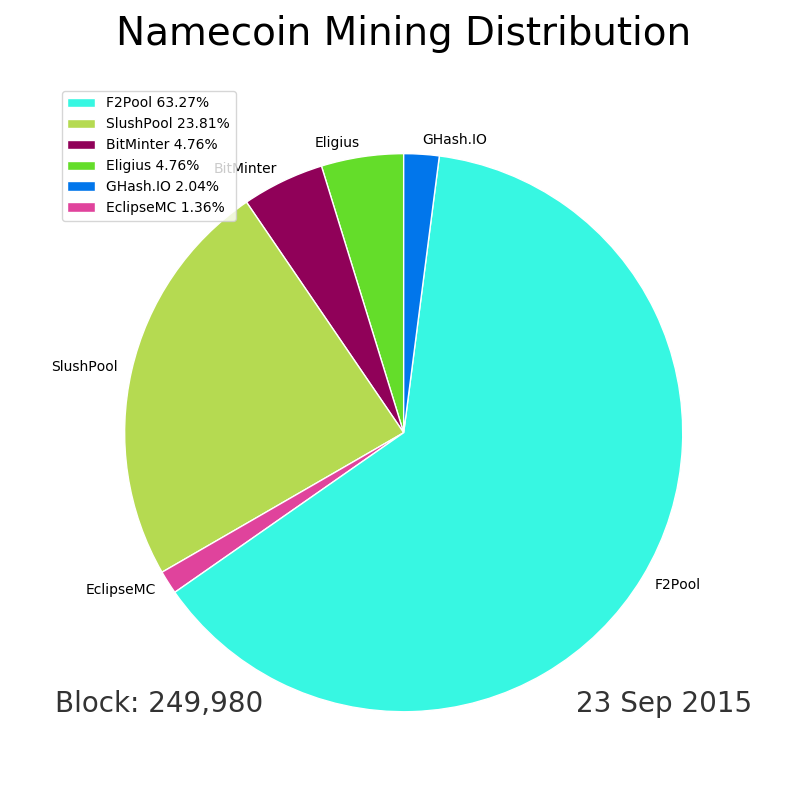 Namecoin Mining Distribution
F2Pool 63.27%
SlushPool 23.81%
BitMinter 4.76%
Eligius 4.76%
GHash.IO 2.04%
EclipseMC 1.36%
GHash.IO
Eligius
BitMinter
SlushPool
EclipseMC
F2Pool
Block: 249,980
23 Sep 2015